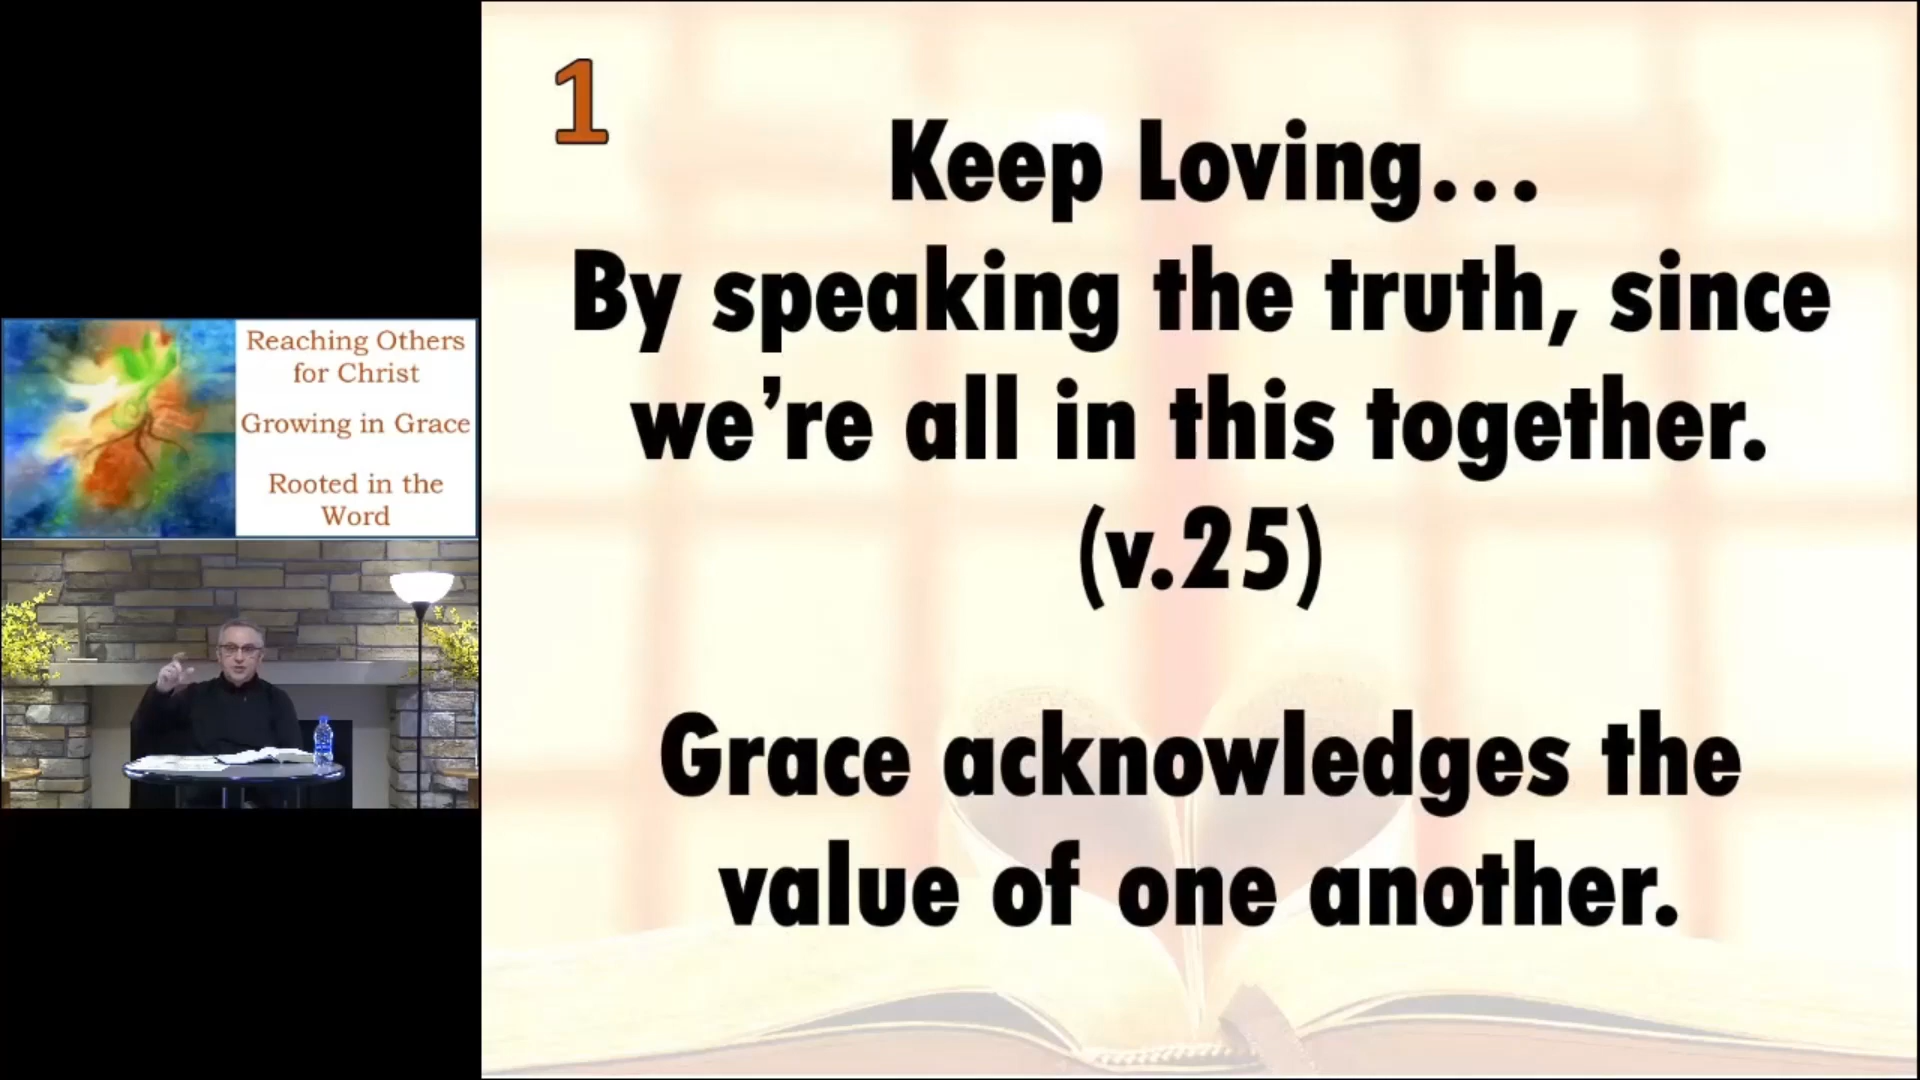 Reaching Others
for Christ
Growing in Grace
Rooted in the
Word
1
Keep Loving...
By speaking the truth, since
we’re all in this together.
(v.25)
Grace acknowledges the
value of one another.